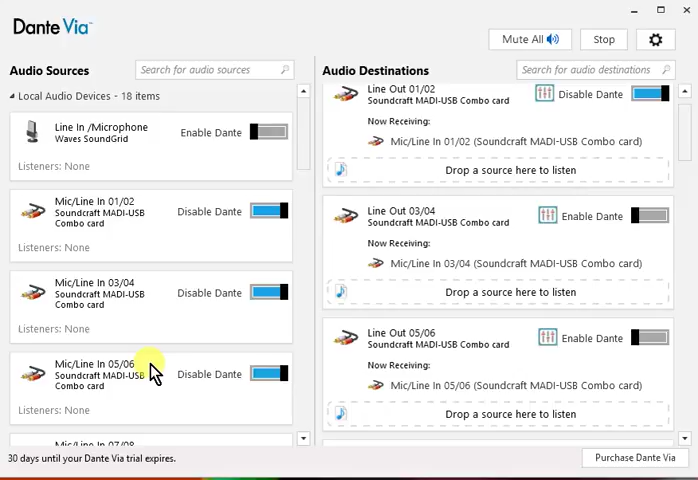 Dante Via™
Mute All
Stop
Audio Sources
Search for audio sources
Audio Destinations
Search for audio destinations
Local Audio Devices - 18 items
Line In /Microphone
Waves SoundGrid
Enable Dante
Listeners: None
Mic/Line In 01/02
Soundcraft MADI-USB
Combo card
Disable Dante
Listeners: None
Mic/Line In 03/04
Soundcraft MADI-USB
Combo card
Disable Dante
Listeners: None
Mic/Line In 05/06
Soundcraft MADI-USB
Combo card
Disable Dante
Listeners: None
Mic/Line In 07/08
Line Out 01/02
Soundcraft MADI-USB Combo card
Disable Dante
Now Receiving:
Mic/Line In 01/02 (Soundcraft MADI-USB Combo card)
Drop a source here to listen
Line Out 03/04
Soundcraft MADI-USB Combo card
Enable Dante
Now Receiving:
Mic/Line In 03/04 (Soundcraft MADI-USB Combo card)
Drop a source here to listen
Line Out 05/06
Soundcraft MADI-USB Combo card
Enable Dante
Now Receiving:
Mic/Line In 05/06 (Soundcraft MADI-USB Combo card)
Drop a source here to listen
30 days until your Dante Via trial expires.
Purchase Dante Via